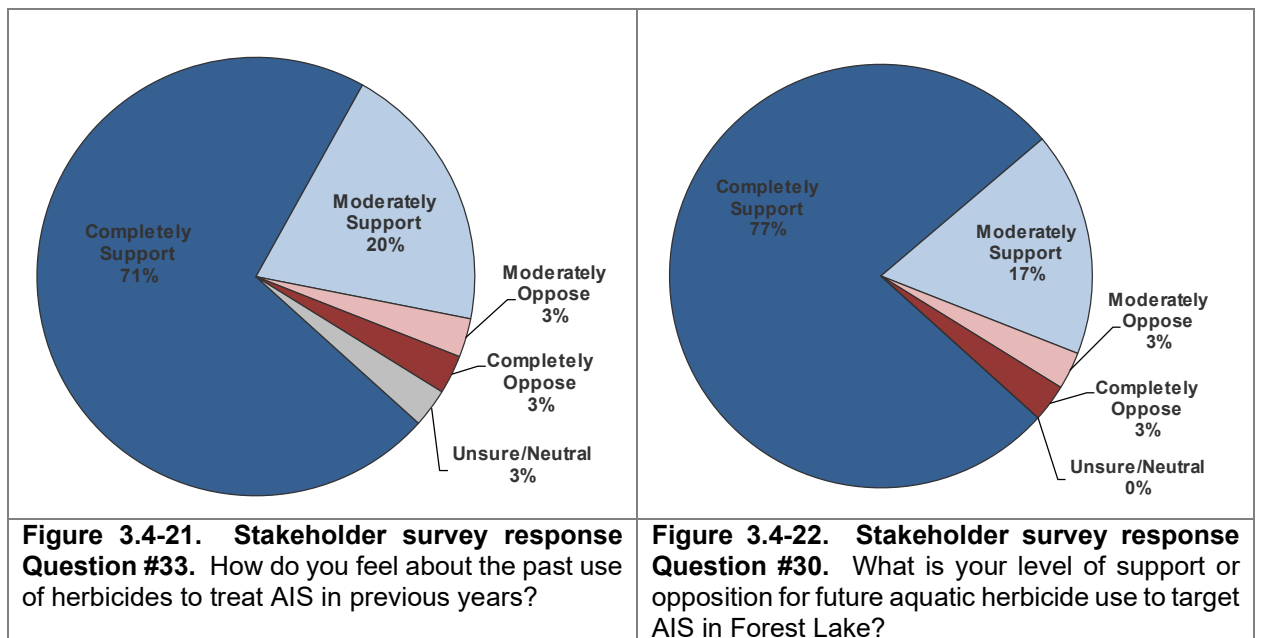 Completely
Support
71%
Moderately
Support
20%
Moderately
Oppose
3%
Completely
Oppose
3%
Unsure/Neutral
3%
Figure 3.4-21. Stakeholder survey response
Question #33. How do you feel about the past use
of herbicides to treat AIS in previous years?
Completely
Support
77%
Moderately
Support
17%
Moderately
Oppose
3%
Completely
Oppose
3%
Unsure/Neutral
0%
Figure 3.4-22. Stakeholder survey response
Question #30. What is your level of support or
opposition for future aquatic herbicide use to target
AIS in Forest Lake?